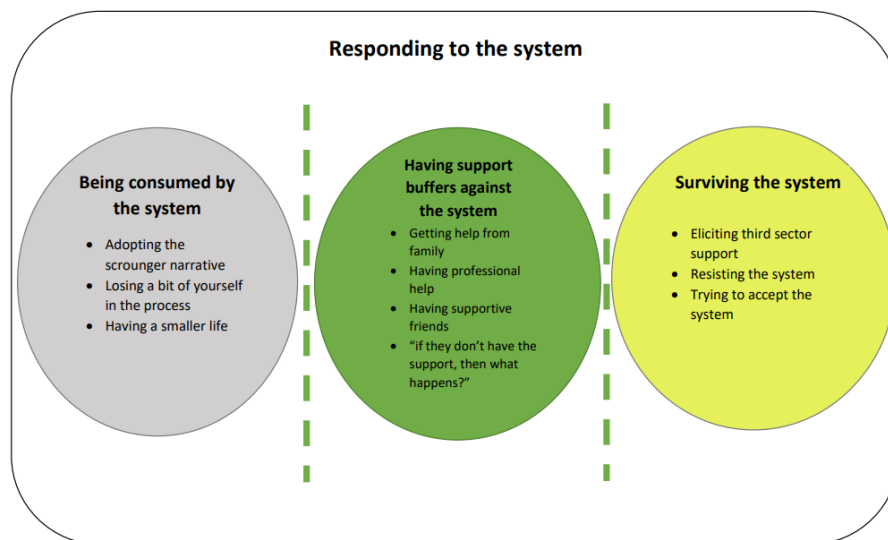 Responding to the system
Being consumed by
the system
• Adopting the
scrounger narrative
• Losing a bit of yourself
in the process
• Having a smaller life
Having support
buffers against
the system
• Getting help from
family
• Having professional
help
• Having supportive
friends
• “if they don’t have the
support, then what
happens?”
Surviving the system
• Eliciting third sector
support
• Resisting the system
• Trying to accept the
system